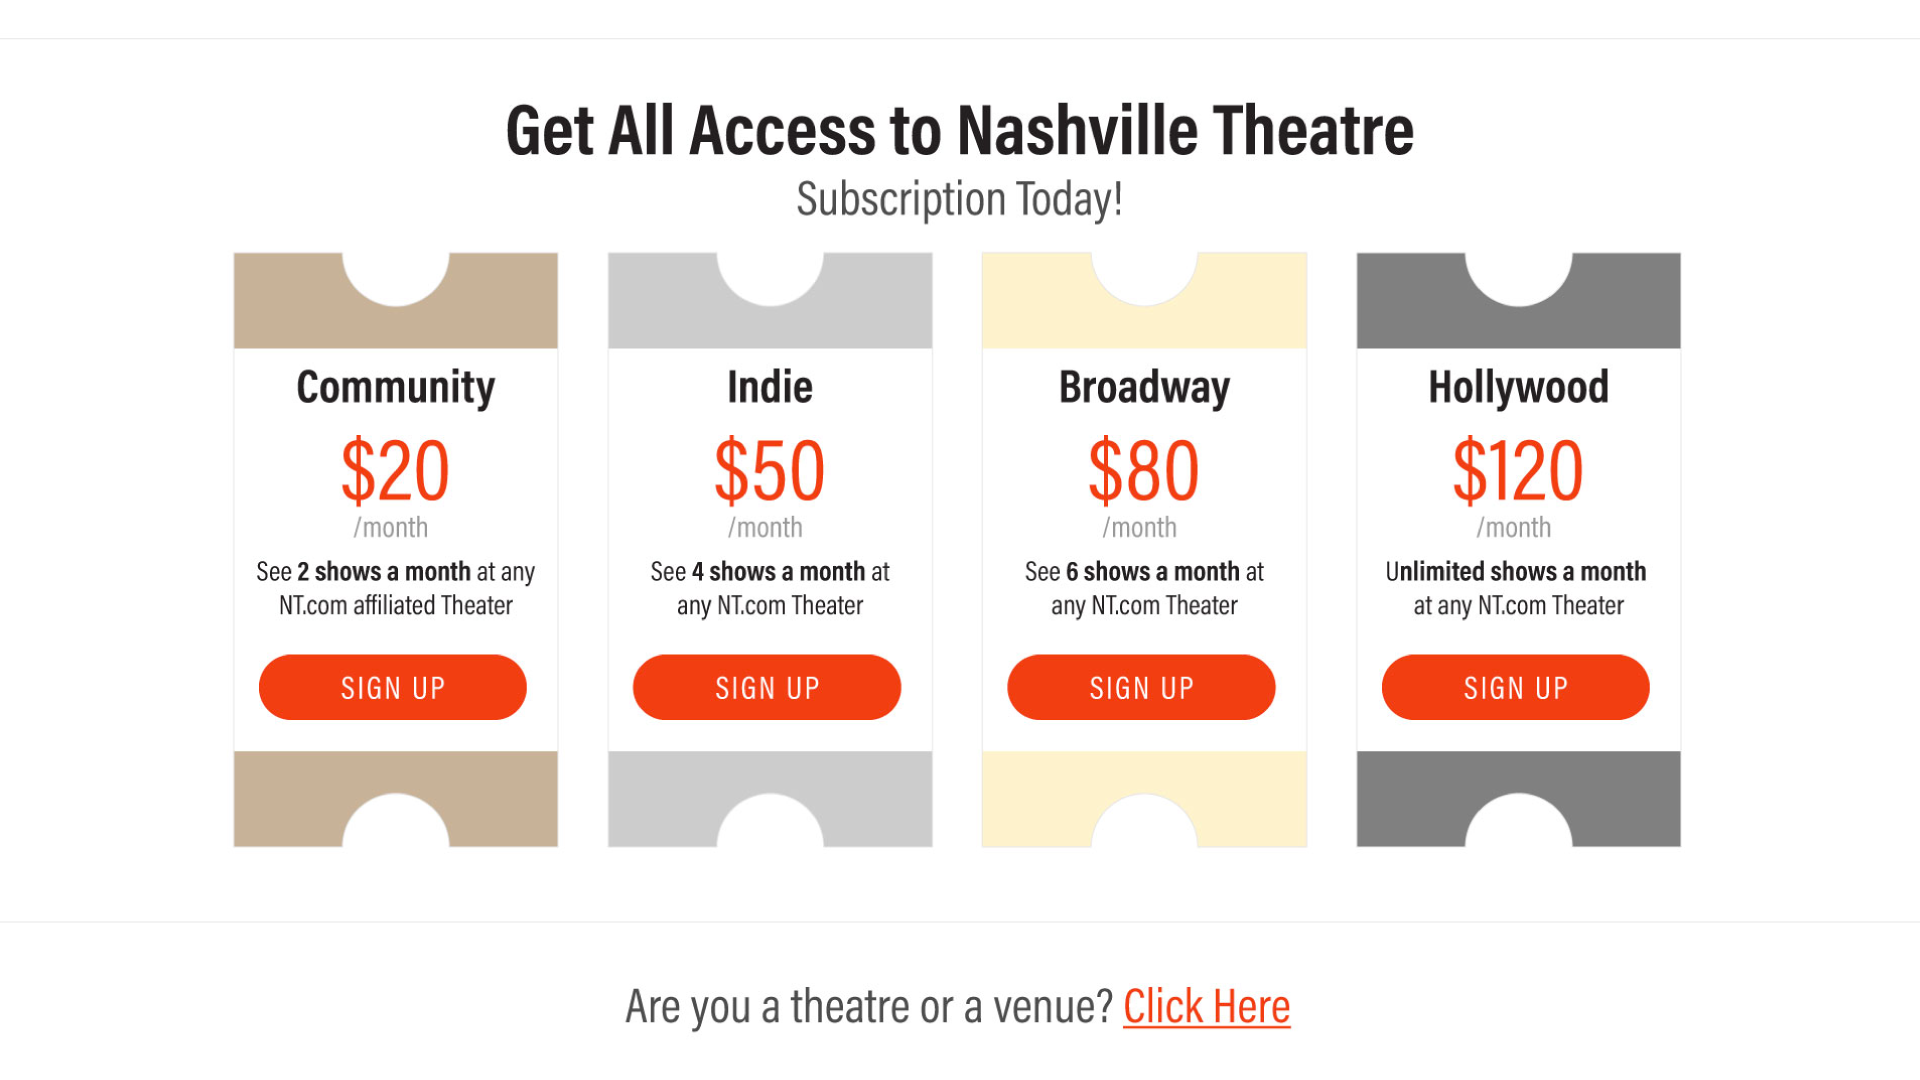 Get All Access to Nashville Theatre
Subscription Today!
Community
$20
/month
See 2 shows a month at any
NT.com affiliated Theater
SIGN UP
Indie
$50
/month
See 4 shows a month at
any NT.com Theater
SIGN UP
Broadway
$80
/month
See 6 shows a month at
any NT.com Theater
SIGN UP
Hollywood
$120
/month
Unlimited shows a month
at any NT.com Theater
SIGN UP
Are you a theatre or a venue? Click Here